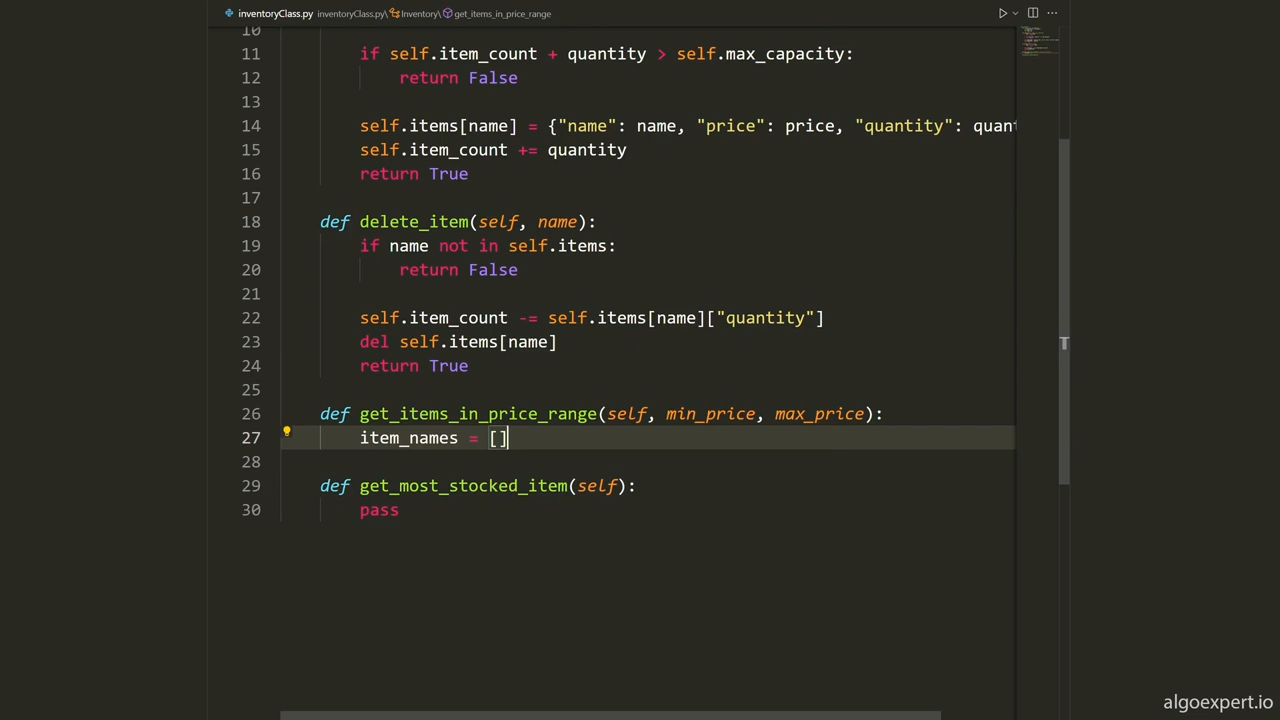 inventoryClass.py inventoryClass.py\Inventory\get_items_in_price_range
10
11 if self.item_count + quantity > self.max_capacity:
12 return False
13
14 self.items[name] = {"name": name, "price": price, "quantity": quant
15 self.item_count += quantity
16 return True
17
18 def delete_item(self, name):
19 if name not in self.items:
20 return False
21
22 self.item_count -= self.items[name]["quantity"]
23 del self.items[name]
24 return True
25
26 def get_items_in_price_range(self, min_price, max_price):
27 item_names = []
28
29 def get_most_stocked_item(self):
30 pass
algoexpert.io